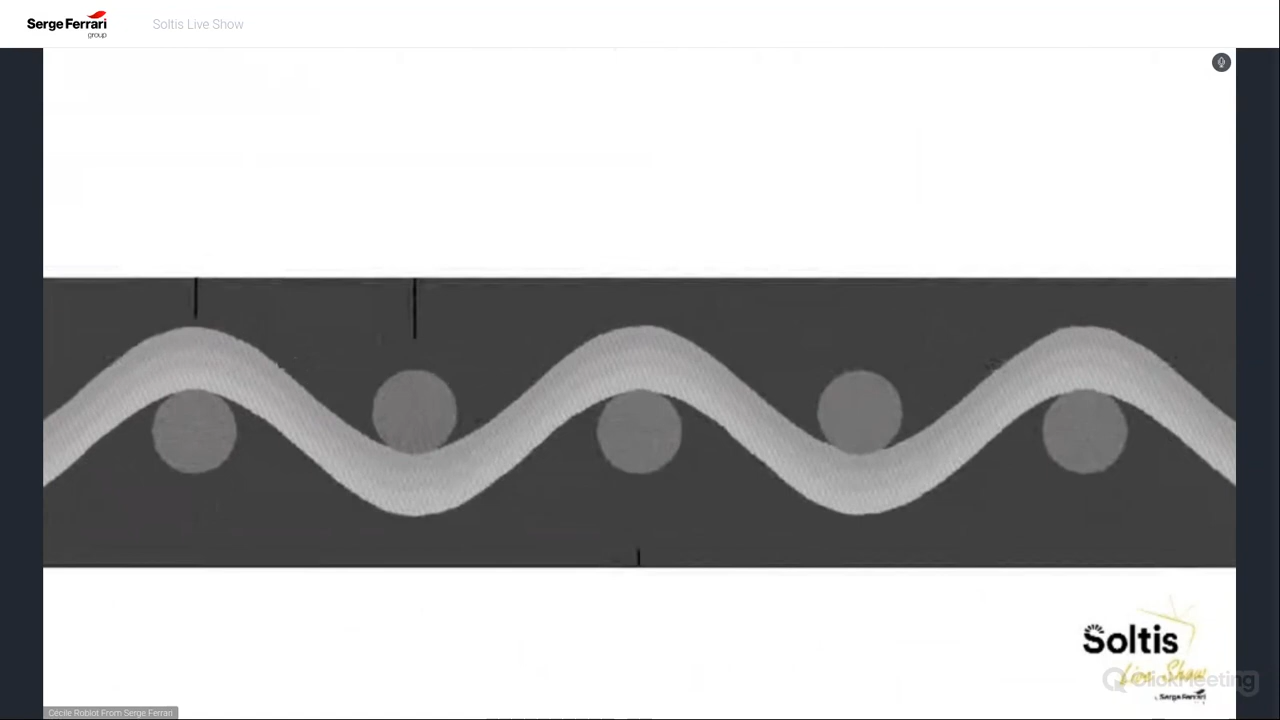 Serge Ferrari
group
Soltis Live Show
Soltis
Live Show
Serge Ferrari
ClickMeeting
Cécile Roblot From Serge Ferrari